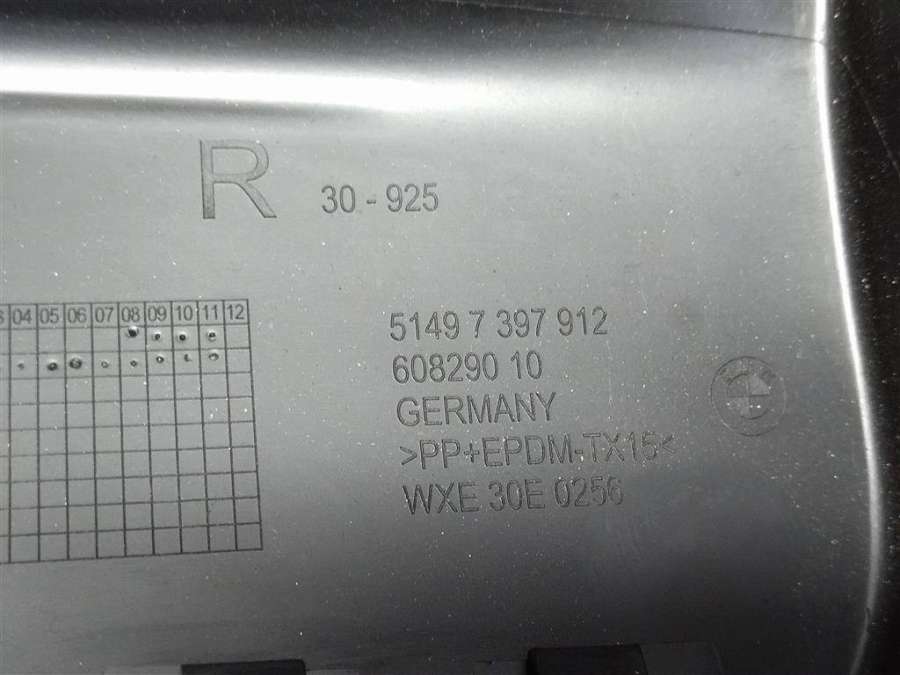 R
30 - 925
04 05 06 07 08 09 10 11 12
5149 7 397 912
608290 10
GERMANY
>PP+EPDM-TX15<
WXE 30E 0256